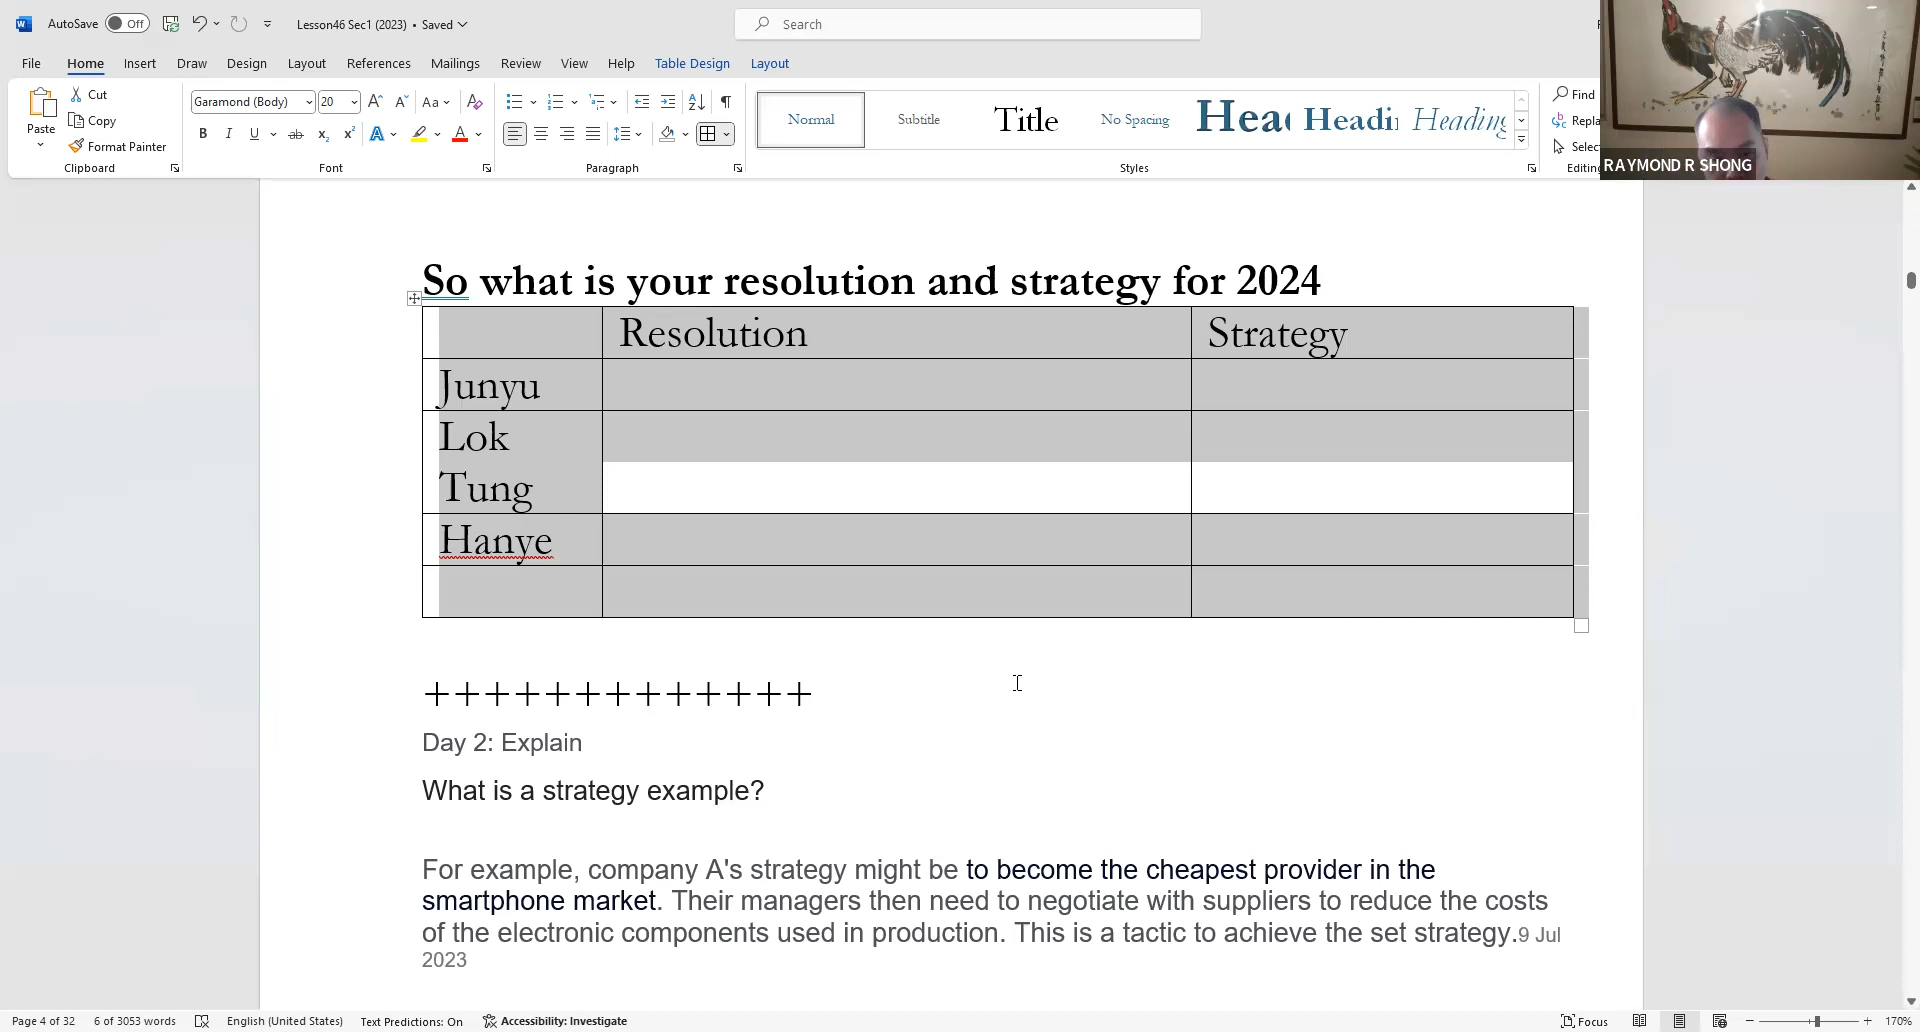 AutoSave Off Lesson46 Sec1 (2023) • Saved Search
File Home Insert Draw Design Layout References Mailings Review View Help Table Design Layout
Paste Cut Copy Format Painter Clipboard
Garamond (Body) 20 Font
Paragraph
Normal Subtitle Title No Spacing Styles
Find
Editing
RAYMOND R SHONG
So what is your resolution and strategy for 2024
Resolution Strategy
Junyu
Lok
Tung
Hanye
+++++++++++++
Day 2: Explain
What is a strategy example?
For example, company A's strategy might be to become the cheapest provider in the
smartphone market. Their managers then need to negotiate with suppliers to reduce the costs
of the electronic components used in production. This is a tactic to achieve the set strategy.9 Jul
2023
Page 4 of 32 6 of 3053 words English (United States) Text Predictions: On Accessibility: Investigate Focus 170%